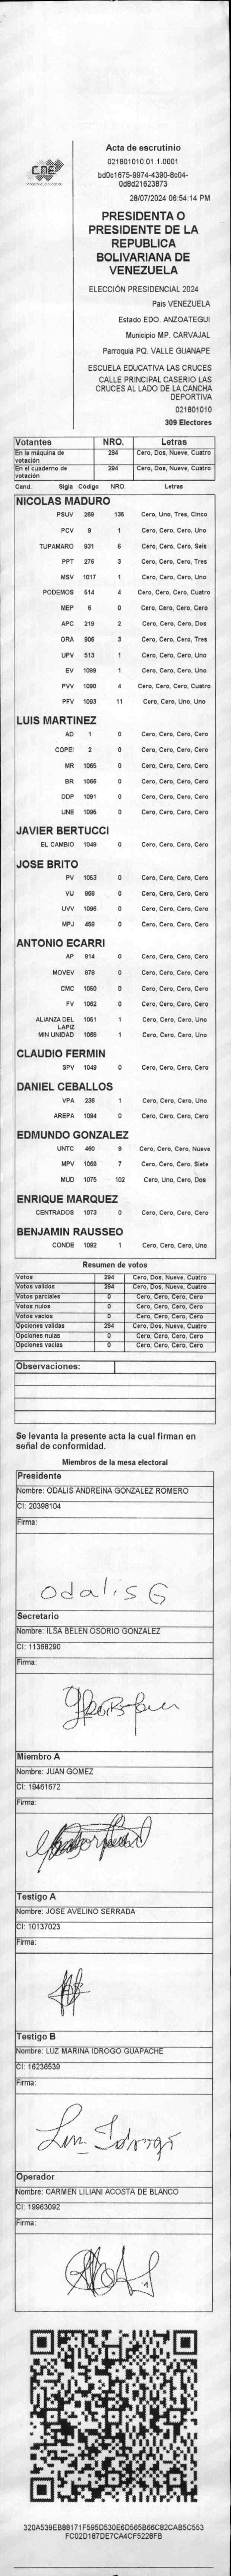 CNE
Acta de escrutinio
021801010.01.1.0001
bd0c1675-9974-4390-8c04-
0d8d21623873
28/07/2024 06:54:14 PM
PRESIDENTA O
PRESIDENTE DE LA
REPUBLICA
BOLIVARIANA DE
VENEZUELA
ELECCIÓN PRESIDENCIAL 2024
Pais VENEZUELA
Estado EDO. ANZOATEGUI
Municipio MP. CARVAJAL
Parroquia PQ. VALLE GUANAPE
ESCUELA EDUCATIVA LAS CRUCES
CALLE PRINCIPAL CASERIO LAS
CRUCES AL LADO DE LA CANCHA
DEPORTIVA
021801010
309 Electores
Votantes NRO. Letras
En la máquina de votación 294 Cero, Dos, Nueve, Cuatro
En el cuaderno de votación 294 Cero, Dos, Nueve, Cuatro
Cand. Sigla Código NRO. Letras
NICOLAS MADURO
PSUV 269 135 Cero, Uno, Tres, Cinco
PCV 9 1 Cero, Cero, Cero, Uno
TUPAMARO 931 6 Cero, Cero, Cero, Seis
PPT 276 3 Cero, Cero, Cero, Tres
MSV 1017 1 Cero, Cero, Cero, Uno
PODEMOS 514 4 Cero, Cero, Cero, Cuatro
MEP 6 0 Cero, Cero, Cero, Cero
APC 219 2 Cero, Cero, Cero, Dos
ORA 906 3 Cero, Cero, Cero, Tres
UPV 513 1 Cero, Cero, Cero, Uno
EV 1089 1 Cero, Cero, Cero, Uno
PVV 1090 4 Cero, Cero, Cero, Cuatro
PFV 1093 11 Cero, Cero, Uno, Uno
LUIS MARTINEZ
AD 1 0 Cero, Cero, Cero, Cero
COPEI 2 0 Cero, Cero, Cero, Cero
MR 1065 0 Cero, Cero, Cero, Cero
BR 1066 0 Cero, Cero, Cero, Cero
DDP 1091 0 Cero, Cero, Cero, Cero
UNE 1095 0 Cero, Cero, Cero, Cero
JAVIER BERTUCCI
EL CAMBIO 1049 0 Cero, Cero, Cero, Cero
JOSE BRITO
PV 1053 0 Cero, Cero, Cero, Cero
VU 869 0 Cero, Cero, Cero, Cero
UVV 1096 0 Cero, Cero, Cero, Cero
MPJ 458 0 Cero, Cero, Cero, Cero
ANTONIO ECARRI
AP 814 0 Cero, Cero, Cero, Cero
MOVEV 878 0 Cero, Cero, Cero, Cero
CMC 1050 0 Cero, Cero, Cero, Cero
FV 1062 0 Cero, Cero, Cero, Cero
ALIANZA DEL LAPIZ 1051 1 Cero, Cero, Cero, Uno
MIN UNIDAD 1068 1 Cero, Cero, Cero, Uno
CLAUDIO FERMIN
SPV 1049 0 Cero, Cero, Cero, Cero
DANIEL CEBALLOS
VPA 236 1 Cero, Cero, Cero, Uno
AREPA 1094 0 Cero, Cero, Cero, Cero
EDMUNDO GONZALEZ
UNTC 460 9 Cero, Cero, Cero, Nueve
MPV 1069 7 Cero, Cero, Cero, Siete
MUD 1075 102 Cero, Uno, Cero, Dos
ENRIQUE MARQUEZ
CENTRADOS 1073 0 Cero, Cero, Cero, Cero
BENJAMIN RAUSSEO
CONDE 1092 1 Cero, Cero, Cero, Uno
Resumen de votos
Votos 294 Cero, Dos, Nueve, Cuatro
Votos validos 294 Cero, Dos, Nueve, Cuatro
Votos parciales 0 Cero, Cero, Cero, Cero
Votos nulos 0 Cero, Cero, Cero, Cero
Votos vacios 0 Cero, Cero, Cero, Cero
Opciones validas 294 Cero, Dos, Nueve, Cuatro
Opciones nulas 0 Cero, Cero, Cero, Cero
Opciones vacias 0 Cero, Cero, Cero, Cero
Observaciones:
Se levanta la presente acta la cual firman en
señal de conformidad.
Miembros de la mesa electoral
Presidente
Nombre: ODALIS ANDREINA GONZALEZ ROMERO
CI: 20398104
Firma:
Odalis G
Secretario
Nombre: ILSA BELEN OSORIO GONZALEZ
CI: 11368290
Firma:
Miembro A
Nombre: JUAN GOMEZ
CI: 19461672
Firma:
Testigo A
Nombre: JOSE AVELINO SERRADA
CI: 10137023
Firma:
Testigo B
Nombre: LUZ MARINA IDROGO GUAPACHE
CI: 16236539
Firma:
Luz Idrogo
Operador
Nombre: CARMEN LILIANI ACOSTA DE BLANCO
CI: 19963092
Firma:
320A539EB88171F595D530E6D565B66C82CAB5C553
FC02D187DE7CA4CF5228FB